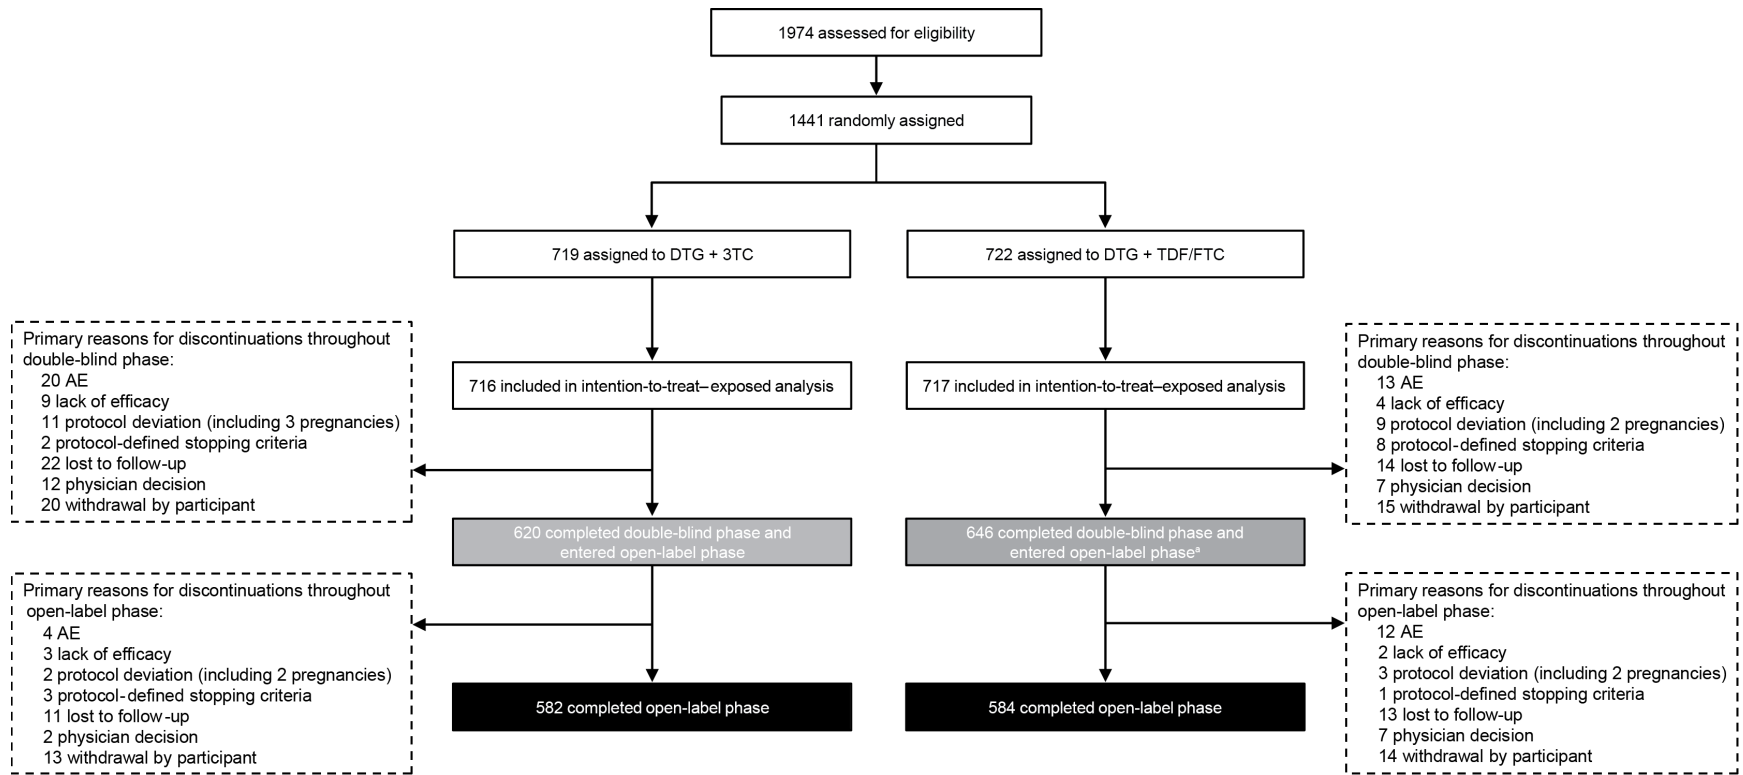 1974 assessed for eligibility
1441 randomly assigned
719 assigned to DTG + 3TC
722 assigned to DTG + TDF/FTC
716 included in intention-to-treat–exposed analysis
717 included in intention-to-treat–exposed analysis
Primary reasons for discontinuations throughout
double-blind phase:
20 AE
9 lack of efficacy
11 protocol deviation (including 3 pregnancies)
2 protocol-defined stopping criteria
22 lost to follow-up
12 physician decision
20 withdrawal by participant
Primary reasons for discontinuations throughout
double-blind phase:
13 AE
4 lack of efficacy
9 protocol deviation (including 2 pregnancies)
8 protocol-defined stopping criteria
14 lost to follow-up
7 physician decision
15 withdrawal by participant
620 completed double-blind phase and
entered open-label phase
646 completed double-blind phase and
entered open-label phaseᵃ
Primary reasons for discontinuations throughout
open-label phase:
4 AE
3 lack of efficacy
2 protocol deviation (including 2 pregnancies)
3 protocol-defined stopping criteria
11 lost to follow-up
2 physician decision
13 withdrawal by participant
Primary reasons for discontinuations throughout
open-label phase:
12 AE
2 lack of efficacy
3 protocol deviation (including 2 pregnancies)
1 protocol-defined stopping criteria
13 lost to follow-up
7 physician decision
14 withdrawal by participant
582 completed open-label phase
584 completed open-label phase